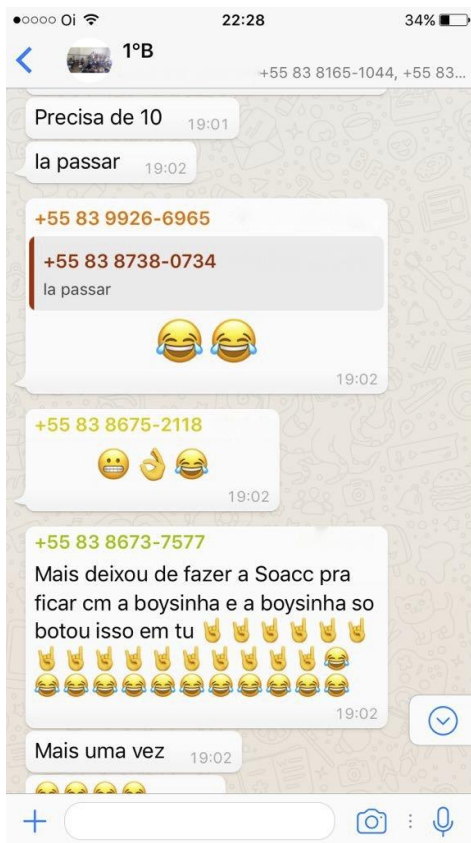 Oi 22:28 34%
1°B
+55 83 8165-1044, +55 83...
Precisa de 10 19:01
Ia passar 19:02
+55 83 9926-6965
+55 83 8738-0734
Ia passar
😂😂
19:02
+55 83 8675-2118
😬👌😂
19:02
+55 83 8673-7577
Mais deixou de fazer a Soacc pra
ficar cm a boysinha e a boysinha so
botou isso em tu 🤘🤘🤘🤘🤘🤘
🤘🤘🤘🤘🤘🤘🤘🤘🤘🤘😂
😂😂😂😂😂😂😂😂😂😂😂
19:02
Mais uma vez 19:02
😂😂😂😂